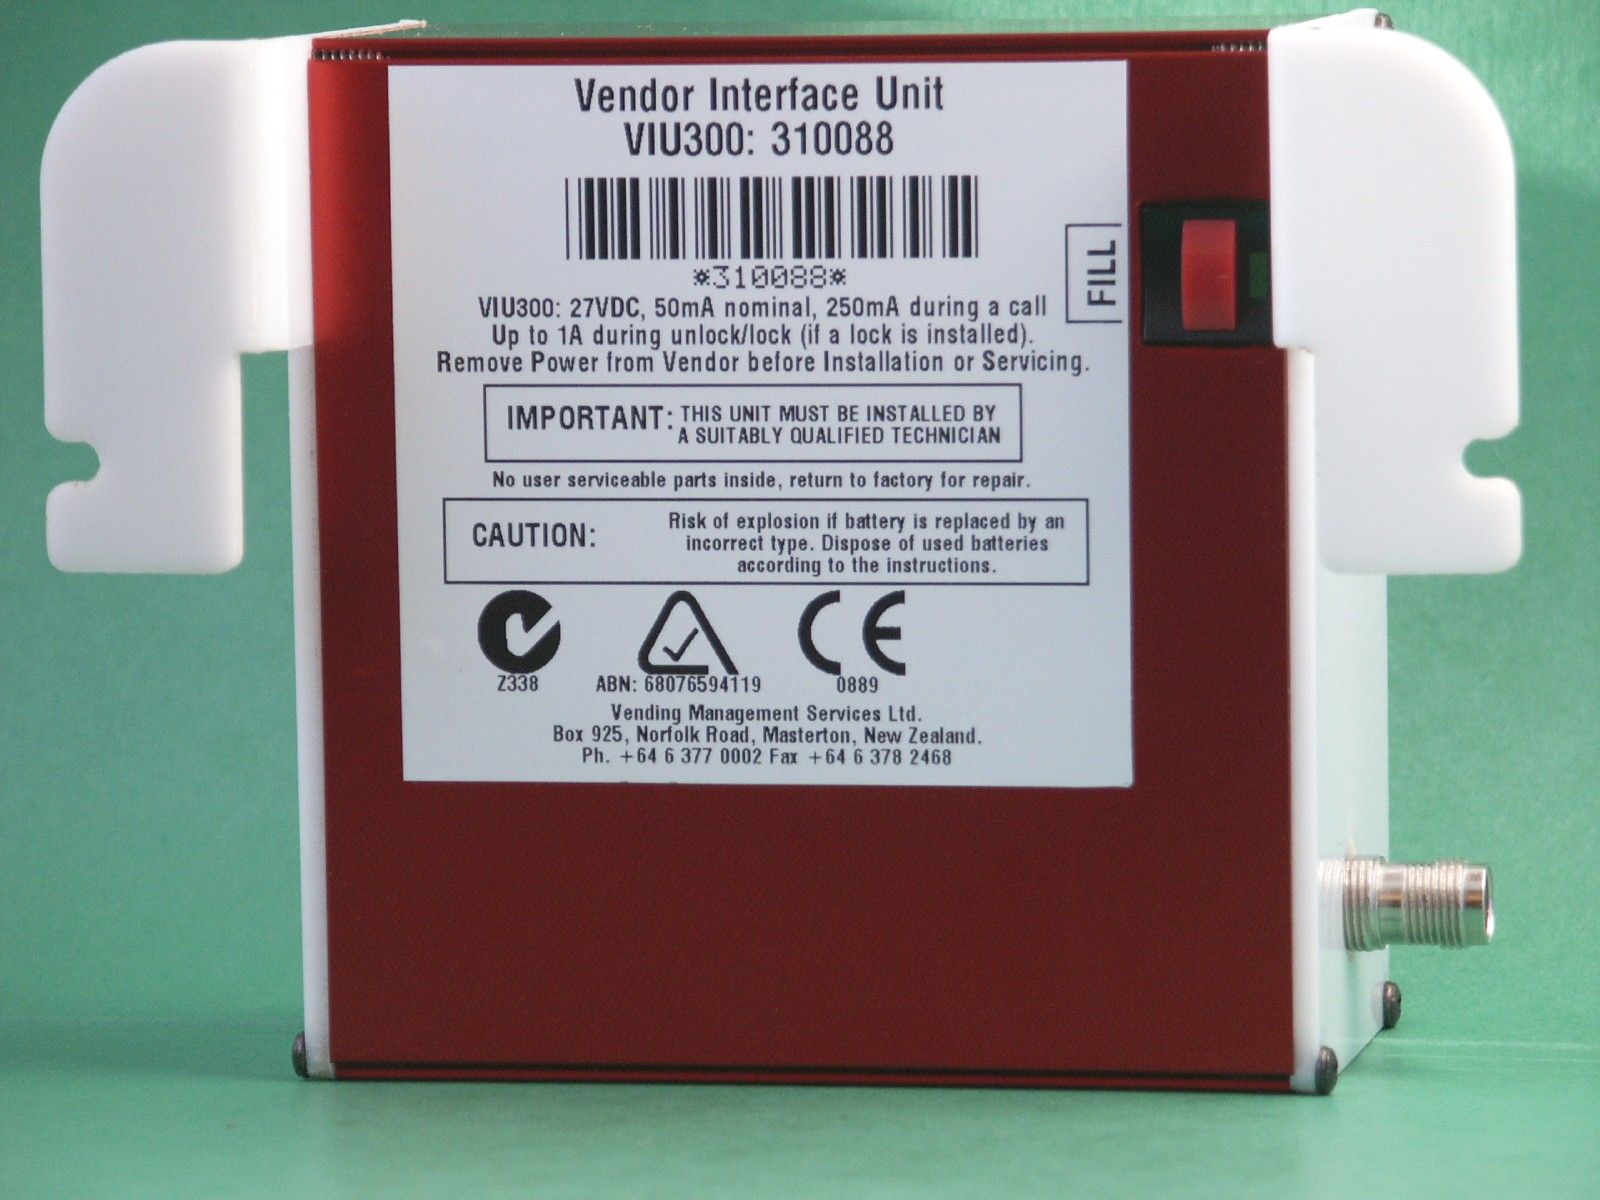 Vendor Interface Unit
VIU300: 310088
*310088*
VIU300: 27VDC, 50mA nominal, 250mA during a call
Up to 1A during unlock/lock (if a lock is installed).
Remove Power from Vendor before Installation or Servicing.
FILL
IMPORTANT: THIS UNIT MUST BE INSTALLED BY
A SUITABLY QUALIFIED TECHNICIAN
No user serviceable parts inside, return to factory for repair.
CAUTION: Risk of explosion if battery is replaced by an
incorrect type. Dispose of used batteries
according to the instructions.
CE
Z338 ABN: 68076594119 0889
Vending Management Services Ltd.
Box 925, Norfolk Road, Masterton, New Zealand.
Ph. +64 6 377 0002 Fax +64 6 378 2468